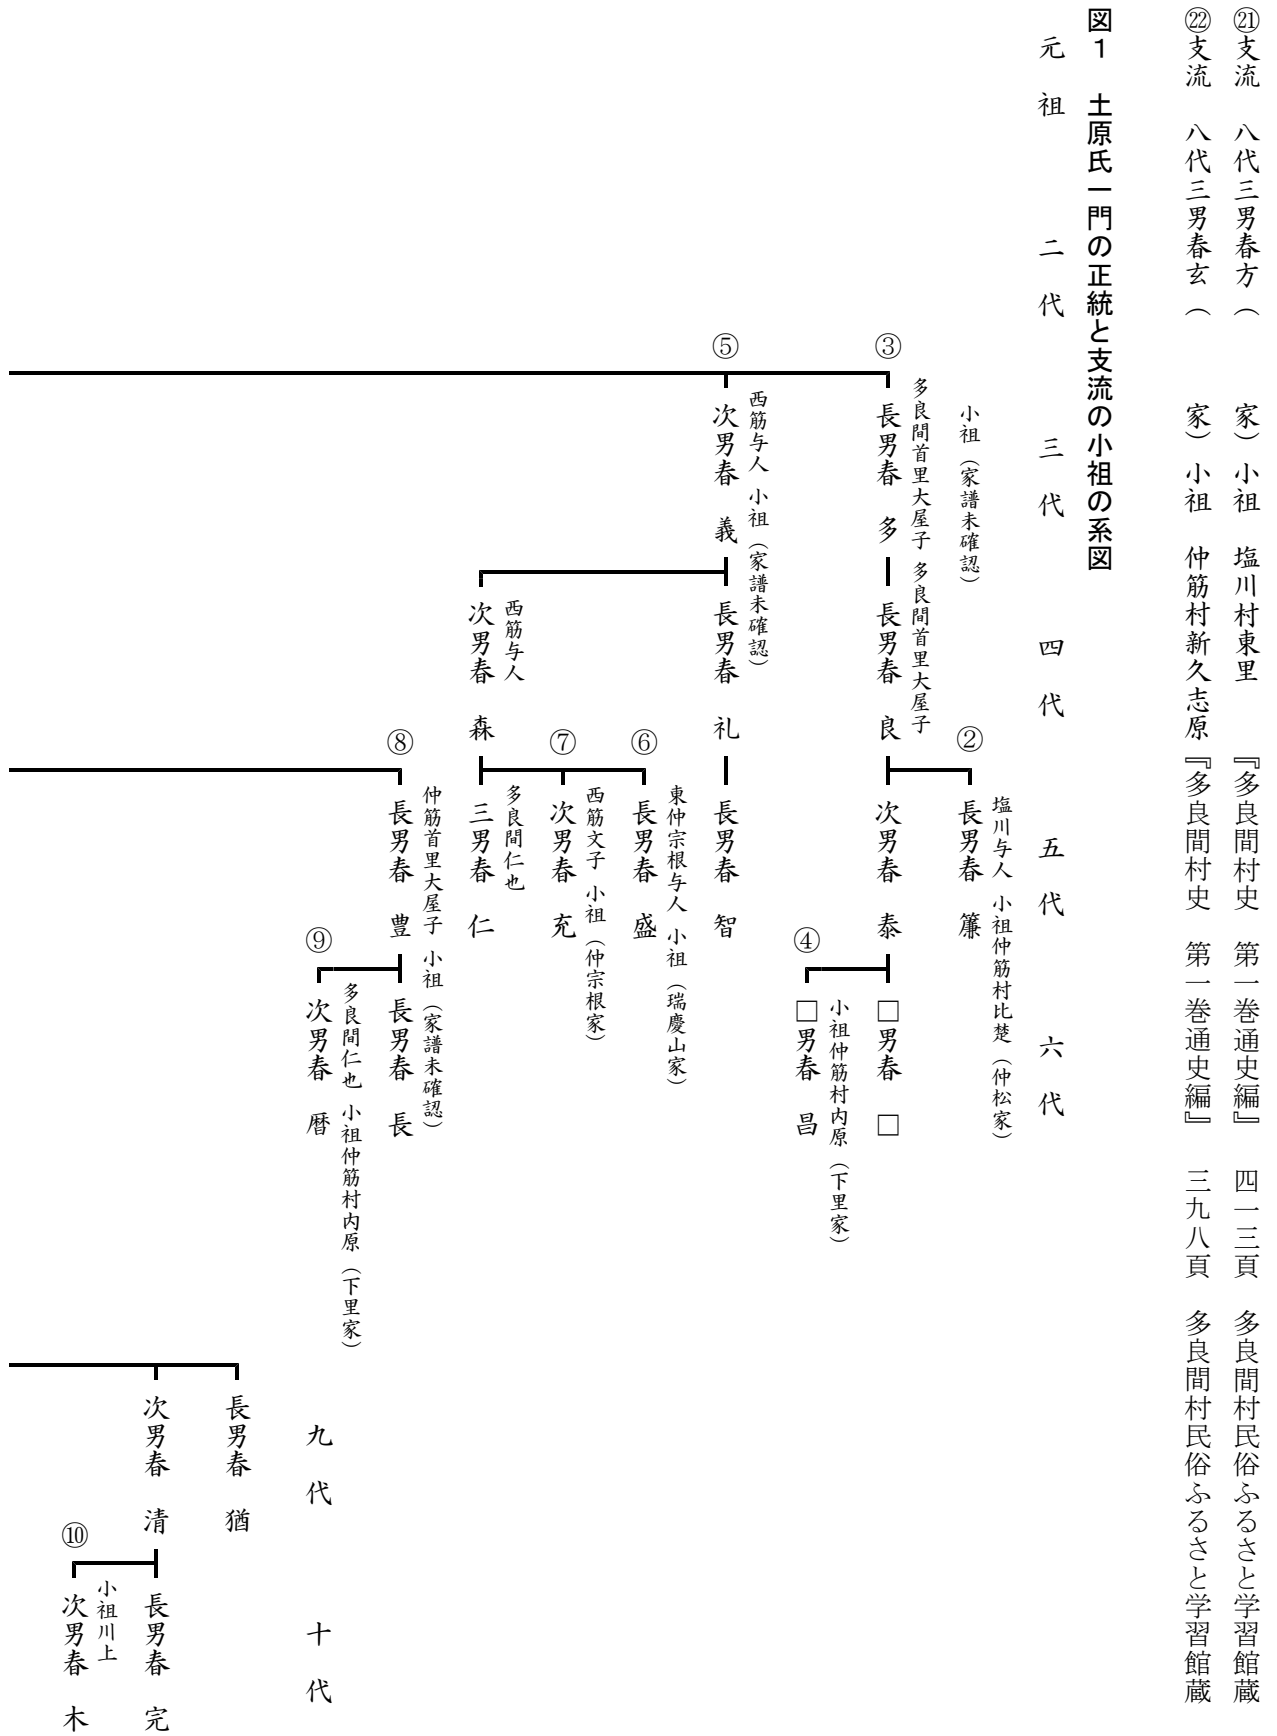 ㉑支流　八代三男春方（　　　家）小祖　塩川村東里　『多良間村史　第一巻通史編』　四一三頁　多良間村民俗ふるさと学習館蔵
㉒支流　八代三男春玄（　　　家）小祖　仲筋村新久志原　『多良間村史　第一巻通史編』　三九八頁　多良間村民俗ふるさと学習館蔵
図１　土原氏一門の正統と支流の小祖の系図
元祖　二代　三代　四代　五代　六代
塩川与人　小祖仲筋村比楚（仲松家）
②長男春簾
小祖（家譜未確認）
多良間首里大屋子　多良間首里大屋子
③長男春多　長男春良　次男春泰　□男春□
小祖仲筋村内原（下里家）
④□男春昌
西筋与人　小祖（家譜未確認）
⑤次男春義　長男春礼　長男春智
東仲宗根与人　小祖（瑞慶山家）
⑥長男春盛
西筋文子　小祖（仲宗根家）
⑦次男春充
西筋与人　多良間仁也
次男春森　三男春仁
仲筋首里大屋子　小祖（家譜未確認）
⑧長男春豊　長男春長
多良間仁也　小祖仲筋村内原（下里家）
⑨次男春暦
九代　十代
長男春猶
次男春清　長男春完
小祖川上
⑩次男春木